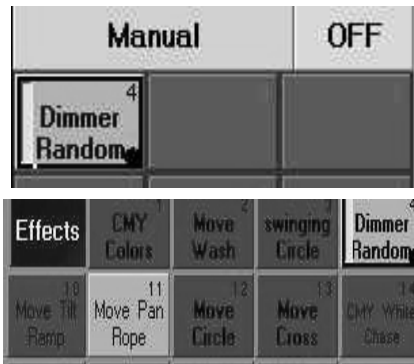 Manual OFF
4
Dimmer
Random
Effects
1
CMY
Colors
2
Move
Wash
3
swinging
Circle
4
Dimmer
Random
10
Move Tilt
Ramp
11
Move Pan
Rope
12
Move
Circle
13
Move
Cross
14
CMY White
Chase